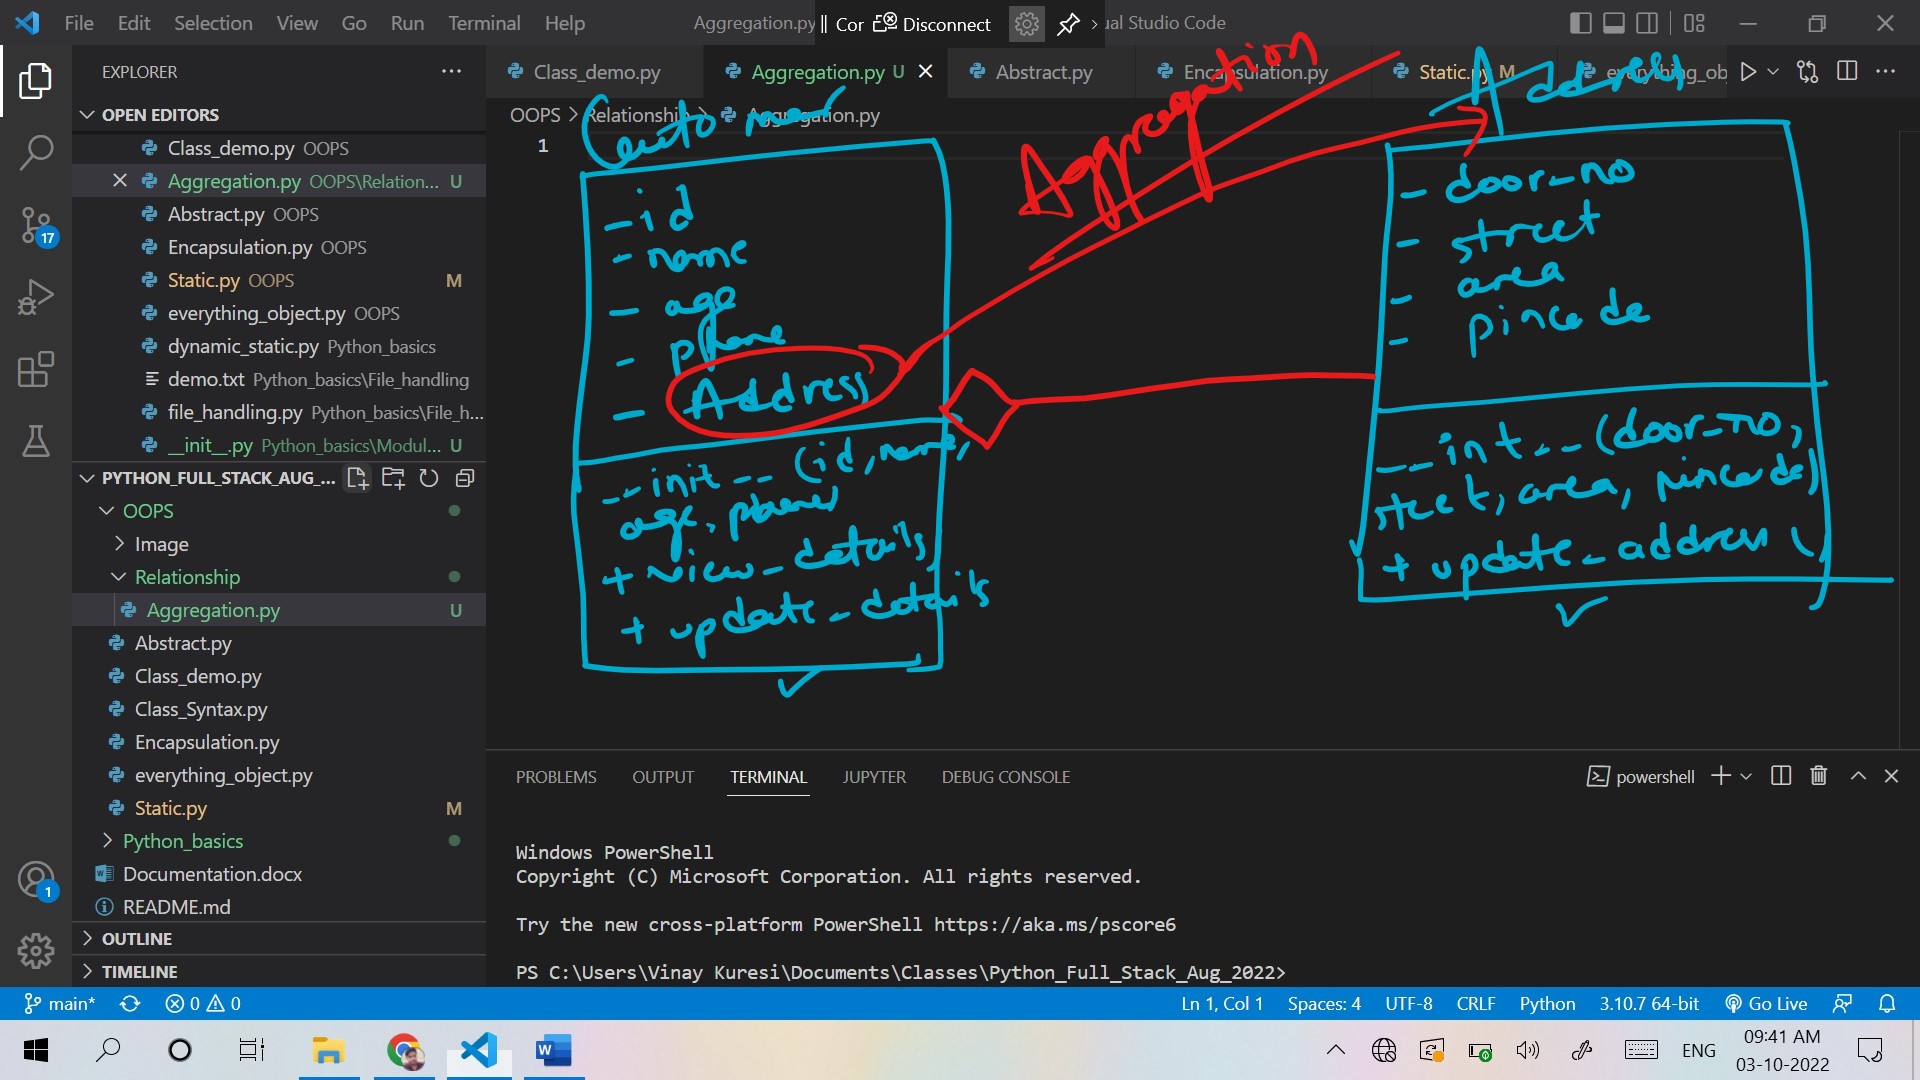 File Edit Selection View Go Run Terminal Help
Aggregation.py
Cor Disconnect
ual Studio Code
EXPLORER
OPEN EDITORS
Class_demo.py OOPS
Aggregation.py OOPS\Relation... U
Abstract.py OOPS
Encapsulation.py OOPS
Static.py OOPS M
everything_object.py OOPS
dynamic_static.py Python_basics
demo.txt Python_basics\File_handling
file_handling.py Python_basics\File_h...
__init__.py Python_basics\Modul... U
PYTHON_FULL_STACK_AUG_...
OOPS
Image
Relationship
Aggregation.py U
Abstract.py
Class_demo.py
Class_Syntax.py
Encapsulation.py
everything_object.py
Static.py M
Python_basics
Documentation.docx
README.md
OUTLINE
TIMELINE
17
1
Class_demo.py
Aggregation.py U
Abstract.py
Encapsulation.py
Static.py M
everything_ob
OOPS > Relationship > Aggregation.py
1
- id
- name
- age
- phone
- Address
__init__(id, name,
age, phone)
+ view_details
+ update_details
Aggregation
Address
- door_no
- street
- area
- pincode
__int__(door_no,
area, pincode)
+ update_address ()
PROBLEMS OUTPUT TERMINAL JUPYTER DEBUG CONSOLE
powershell
Windows PowerShell
Copyright (C) Microsoft Corporation. All rights reserved.
Try the new cross-platform PowerShell https://aka.ms/pscore6
PS C:\Users\Vinay Kuresi\Documents\Classes\Python_Full_Stack_Aug_2022>
main* 0 0
Ln 1, Col 1 Spaces: 4 UTF-8 CRLF Python 3.10.7 64-bit Go Live
ENG
09:41 AM
03-10-2022